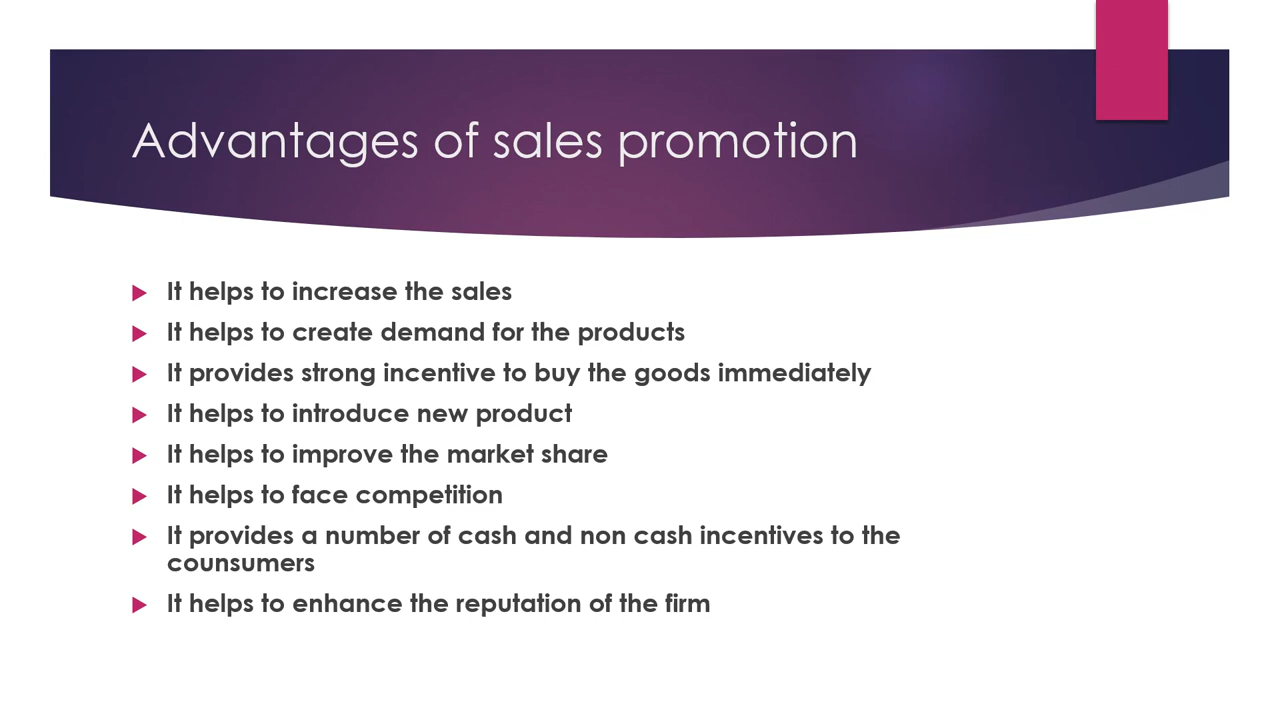 Advantages of sales promotion
It helps to increase the sales
It helps to create demand for the products
It provides strong incentive to buy the goods immediately
It helps to introduce new product
It helps to improve the market share
It helps to face competition
It provides a number of cash and non cash incentives to the
counsumers
It helps to enhance the reputation of the firm